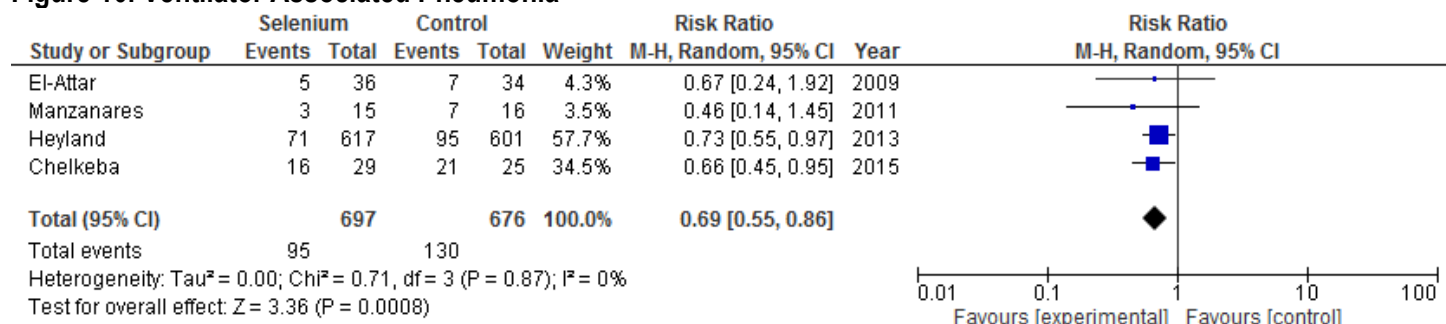 Figure 10. Ventilator Associated Pneumonia
Selenium Control Risk Ratio Risk Ratio
Study or Subgroup Events Total Events Total Weight M-H, Random, 95% CI Year M-H, Random, 95% CI
El-Attar 5 36 7 34 4.3% 0.67 [0.24, 1.92] 2009
Manzanares 3 15 7 16 3.5% 0.46 [0.14, 1.45] 2011
Heyland 71 617 95 601 57.7% 0.73 [0.55, 0.97] 2013
Chelkeba 16 29 21 25 34.5% 0.66 [0.45, 0.95] 2015
Total (95% CI) 697 676 100.0% 0.69 [0.55, 0.86]
Total events 95 130
Heterogeneity: Tau² = 0.00; Chi² = 0.71, df = 3 (P = 0.87); I² = 0%
Test for overall effect: Z = 3.36 (P = 0.0008)
0.01 0.1 1 10 100
Favours [experimental] Favours [control]